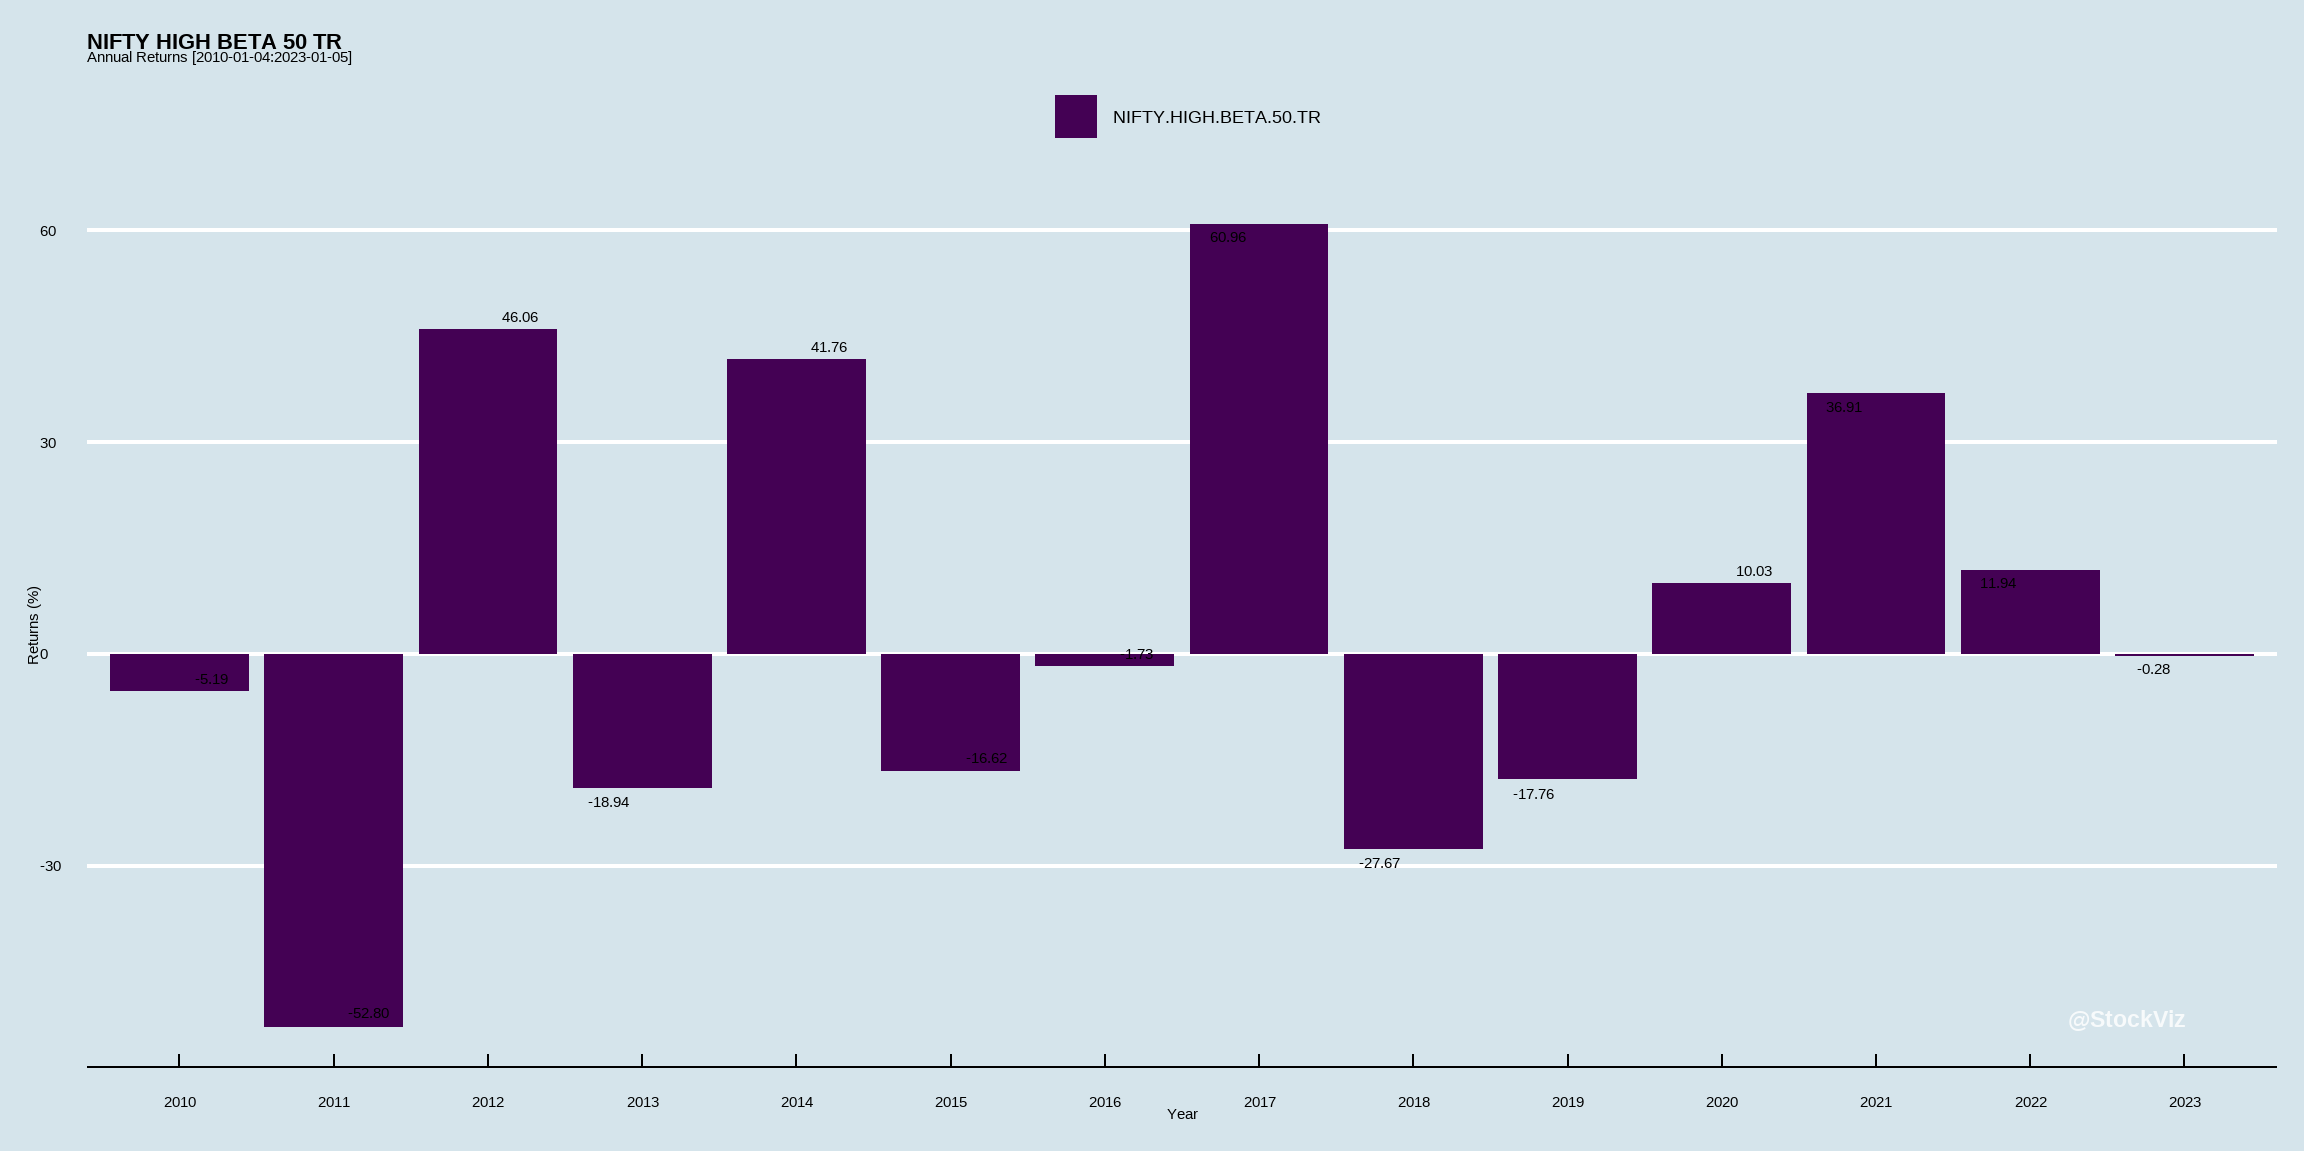 NIFTY HIGH BETA 50 TR
Annual Returns [2010-01-04:2023-01-05]
NIFTY.HIGH.BETA.50.TR
60
60.96
46.06
41.76
36.91
30
10.03
11.94
Returns (%)
0
-1.73
-0.28
-5.19
-16.62
-18.94
-17.76
-27.67
-30
-52.80
@StockViz
2010 2011 2012 2013 2014 2015 2016 2017 2018 2019 2020 2021 2022 2023
Year